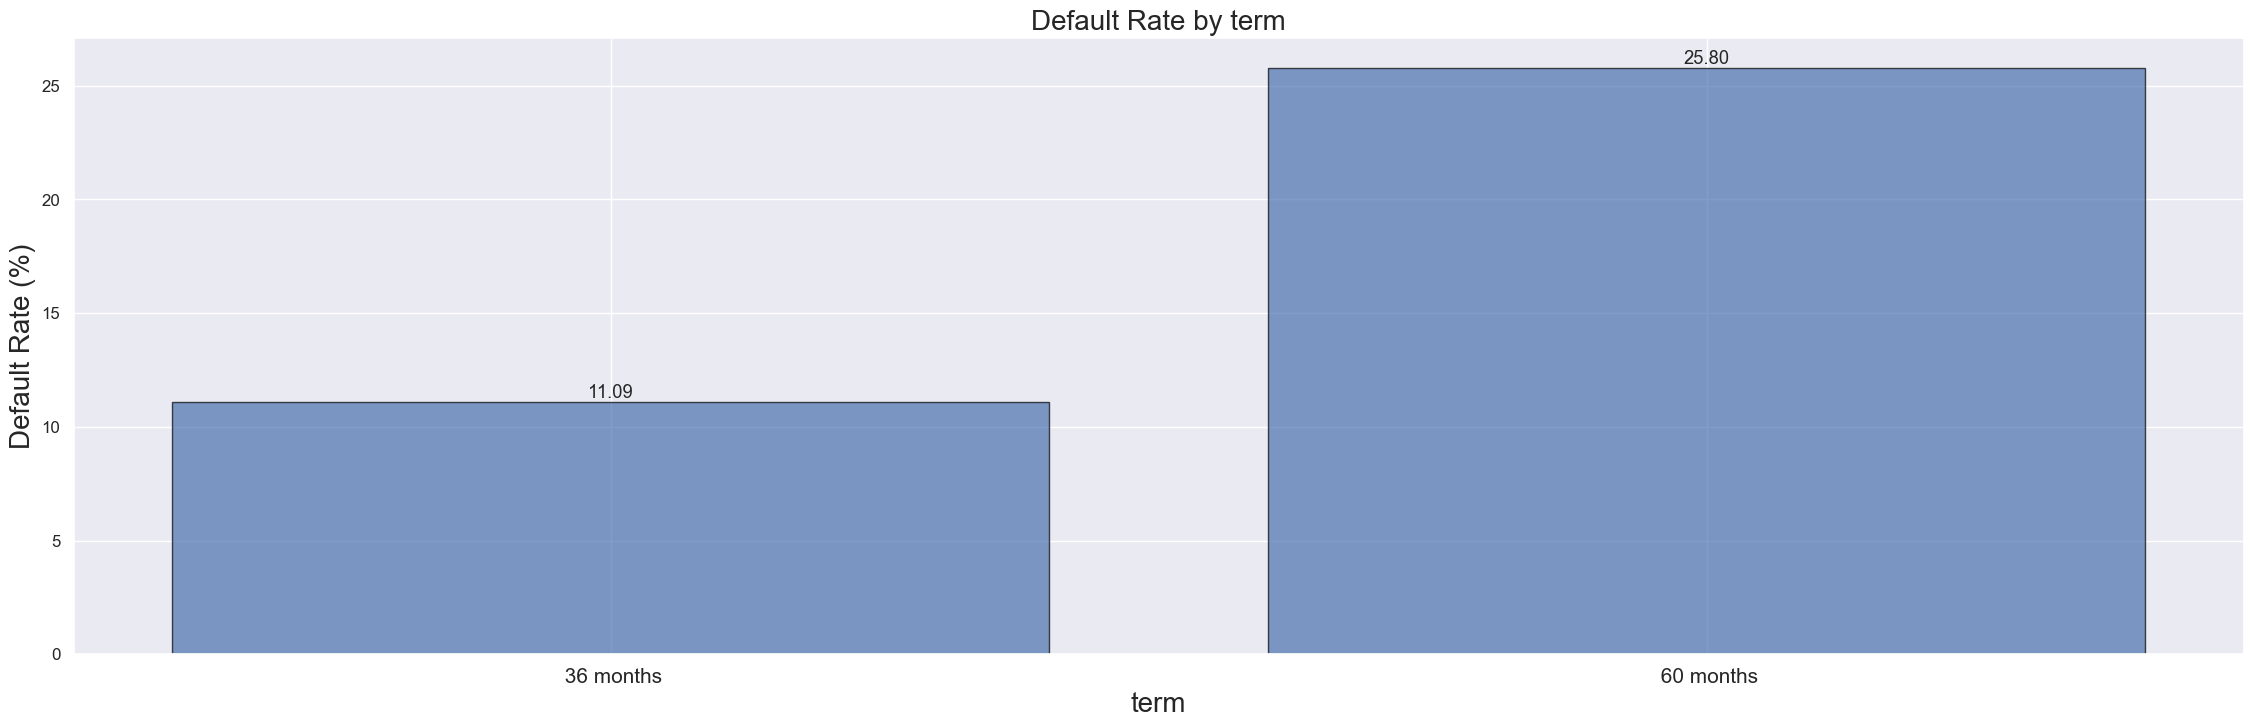 Default Rate by term
Default Rate (%)
25
20
15
10
5
0
11.09
25.80
36 months
60 months
term